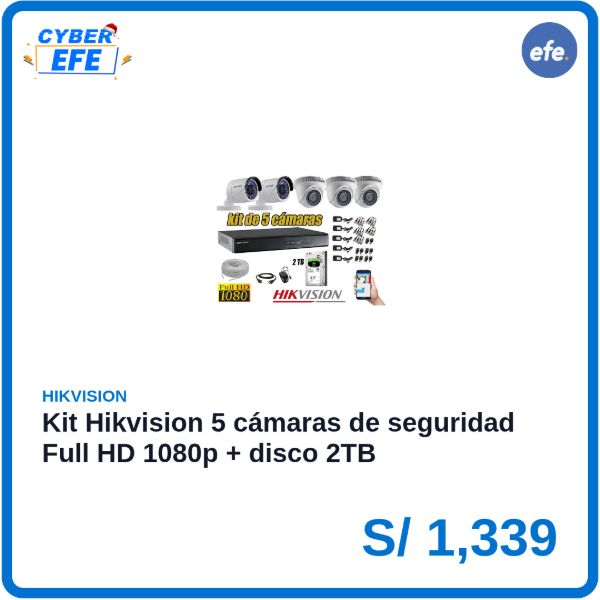 CYBER
EFE
efe.
kit de 5 cámaras
2 TB
Full HD
1080
HIKVISION
HIKVISION
Kit Hikvision 5 cámaras de seguridad
Full HD 1080p + disco 2TB
S/ 1,339